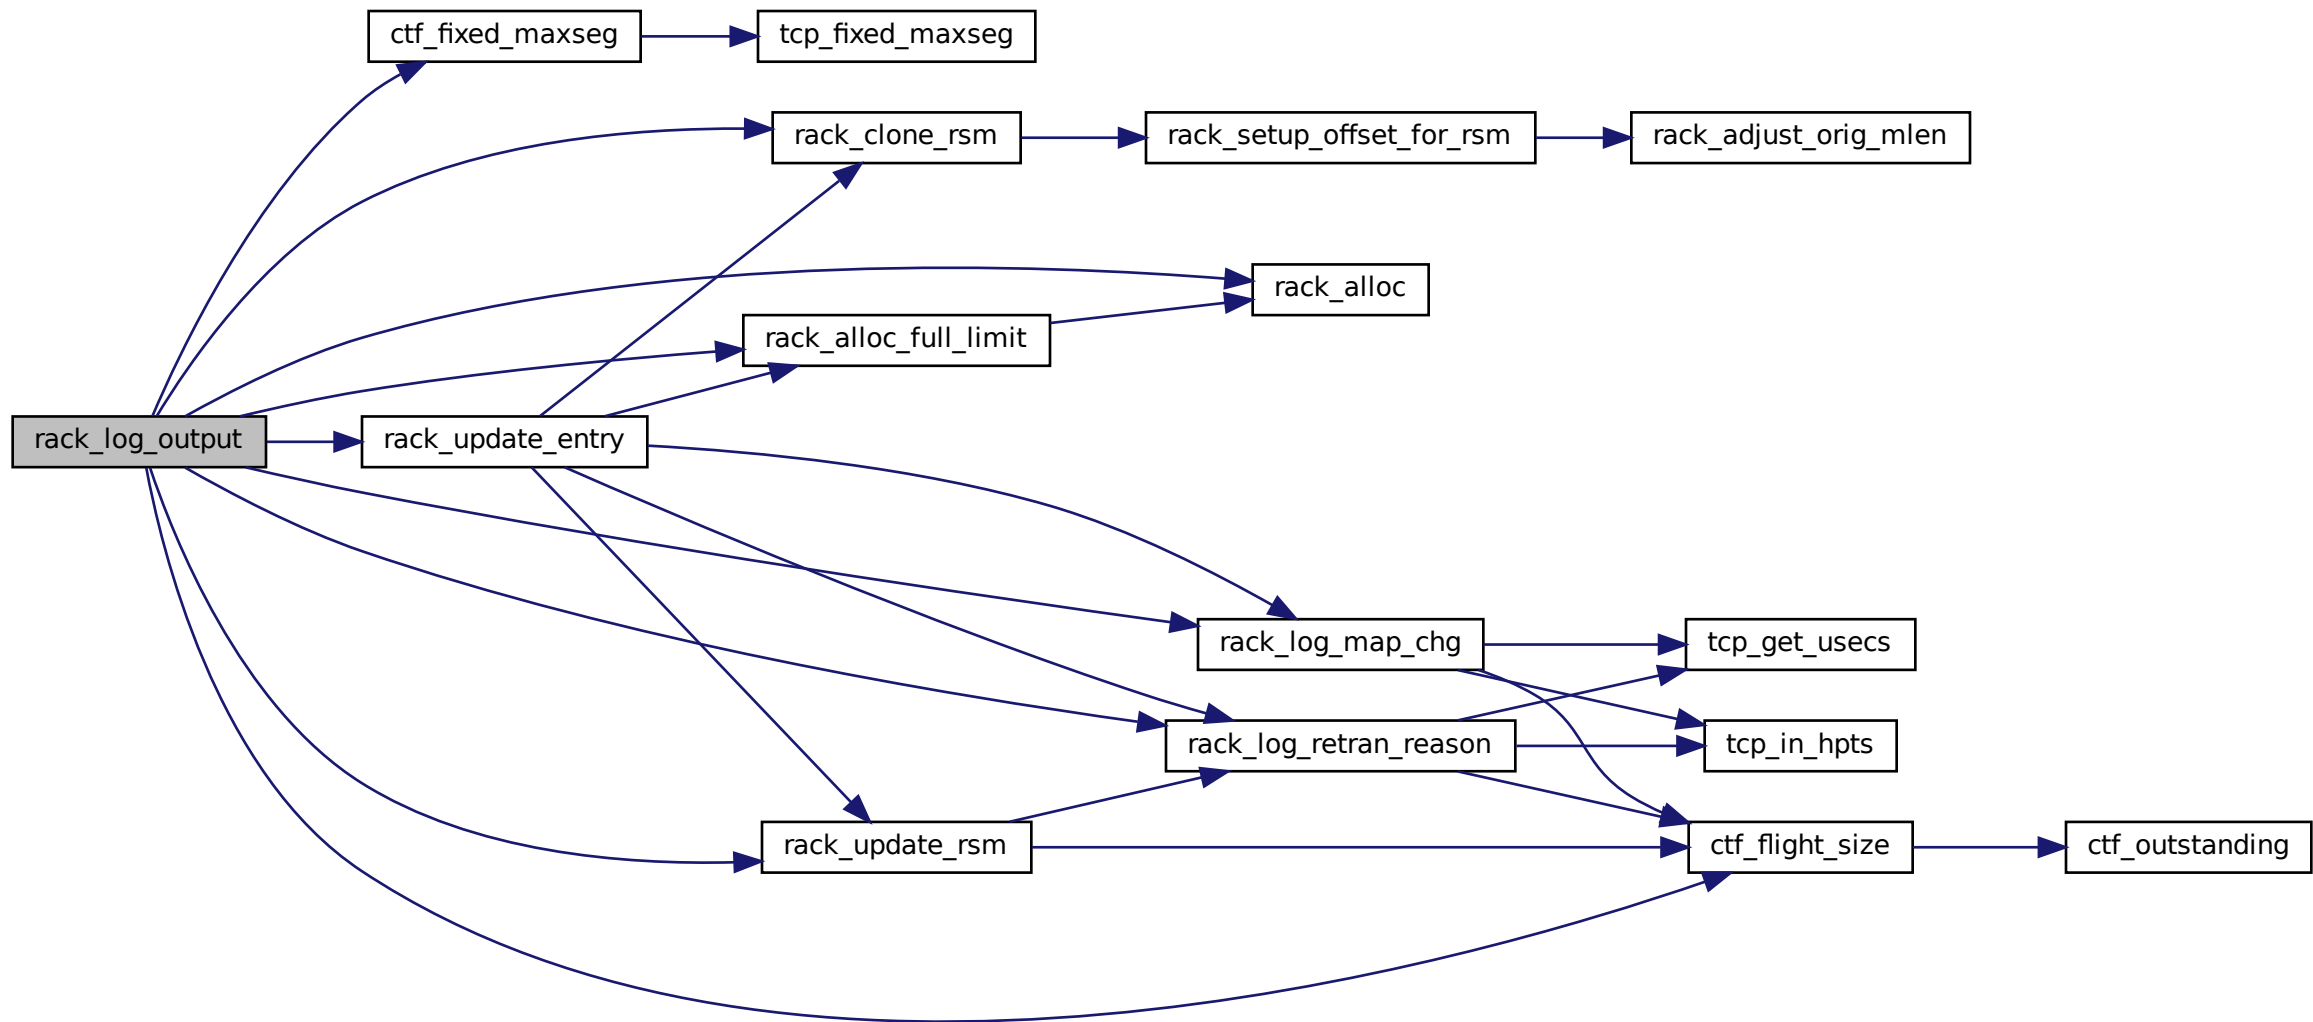 ctf_fixed_maxseg
tcp_fixed_maxseg
rack_clone_rsm
rack_setup_offset_for_rsm
rack_adjust_orig_mlen
rack_alloc
rack_alloc_full_limit
rack_log_output
rack_update_entry
rack_log_map_chg
tcp_get_usecs
rack_log_retran_reason
tcp_in_hpts
rack_update_rsm
ctf_flight_size
ctf_outstanding